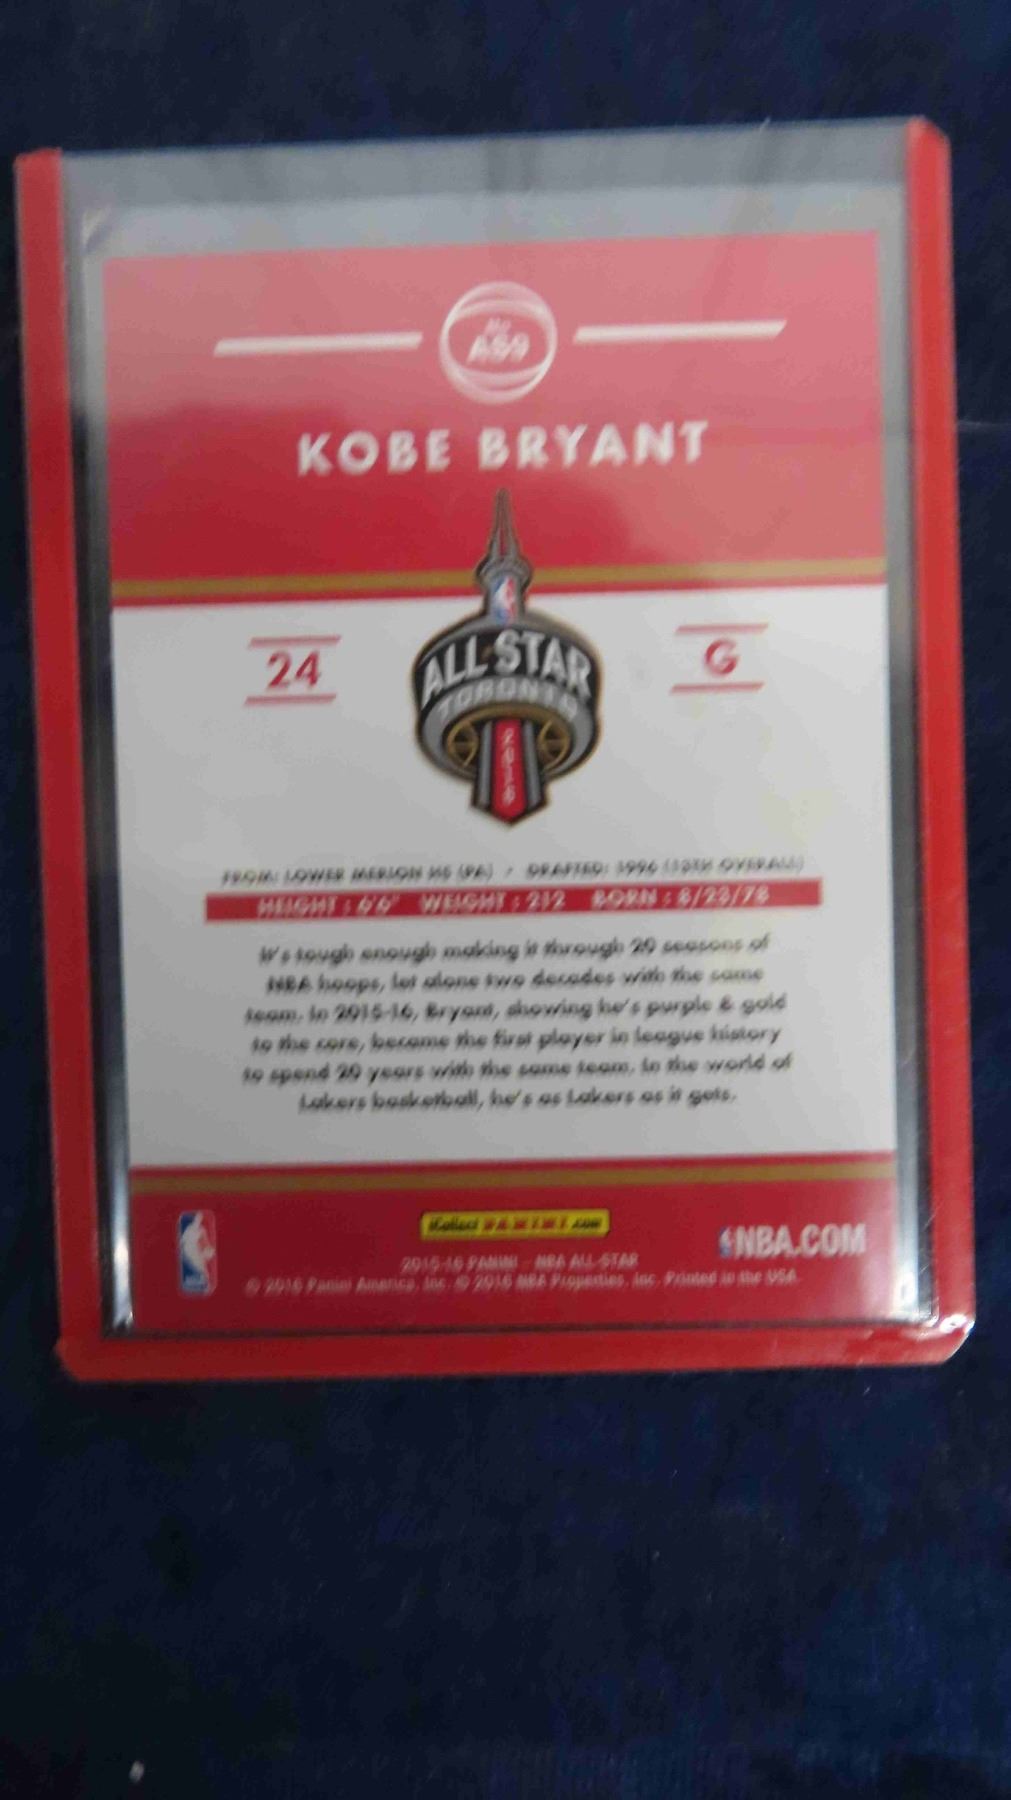 No
AS9
KOBE BRYANT
24
G
ALL STAR
TORONTO
2016
FROM: LOWER MERION HS (PA) • DRAFTED: 1996 (13TH OVERALL)
HEIGHT : 6'6" WEIGHT : 212 BORN : 8/23/78
It's tough enough making it through 20 seasons of
NBA hoops, let alone two decades with the same
team. In 2015-16, Bryant, showing he's purple & gold
to the core, became the first player in league history
to spend 20 years with the same team. In the world of
Lakers basketball, he's as Lakers as it gets.
iCollect PANINI .com
NBA.COM
2015-16 PANINI – NBA ALL-STAR
© 2016 Panini America, Inc. © 2016 NBA Properties, Inc. Printed in the USA